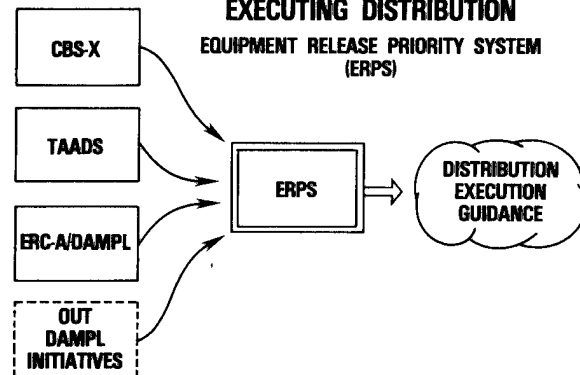 EXECUTING DISTRIBUTION
EQUIPMENT RELEASE PRIORITY SYSTEM
(ERPS)
CBS-X
TAADS
ERC-A/DAMPL
OUT
DAMPL
INITIATIVES
ERPS
DISTRIBUTION
EXECUTION
GUIDANCE